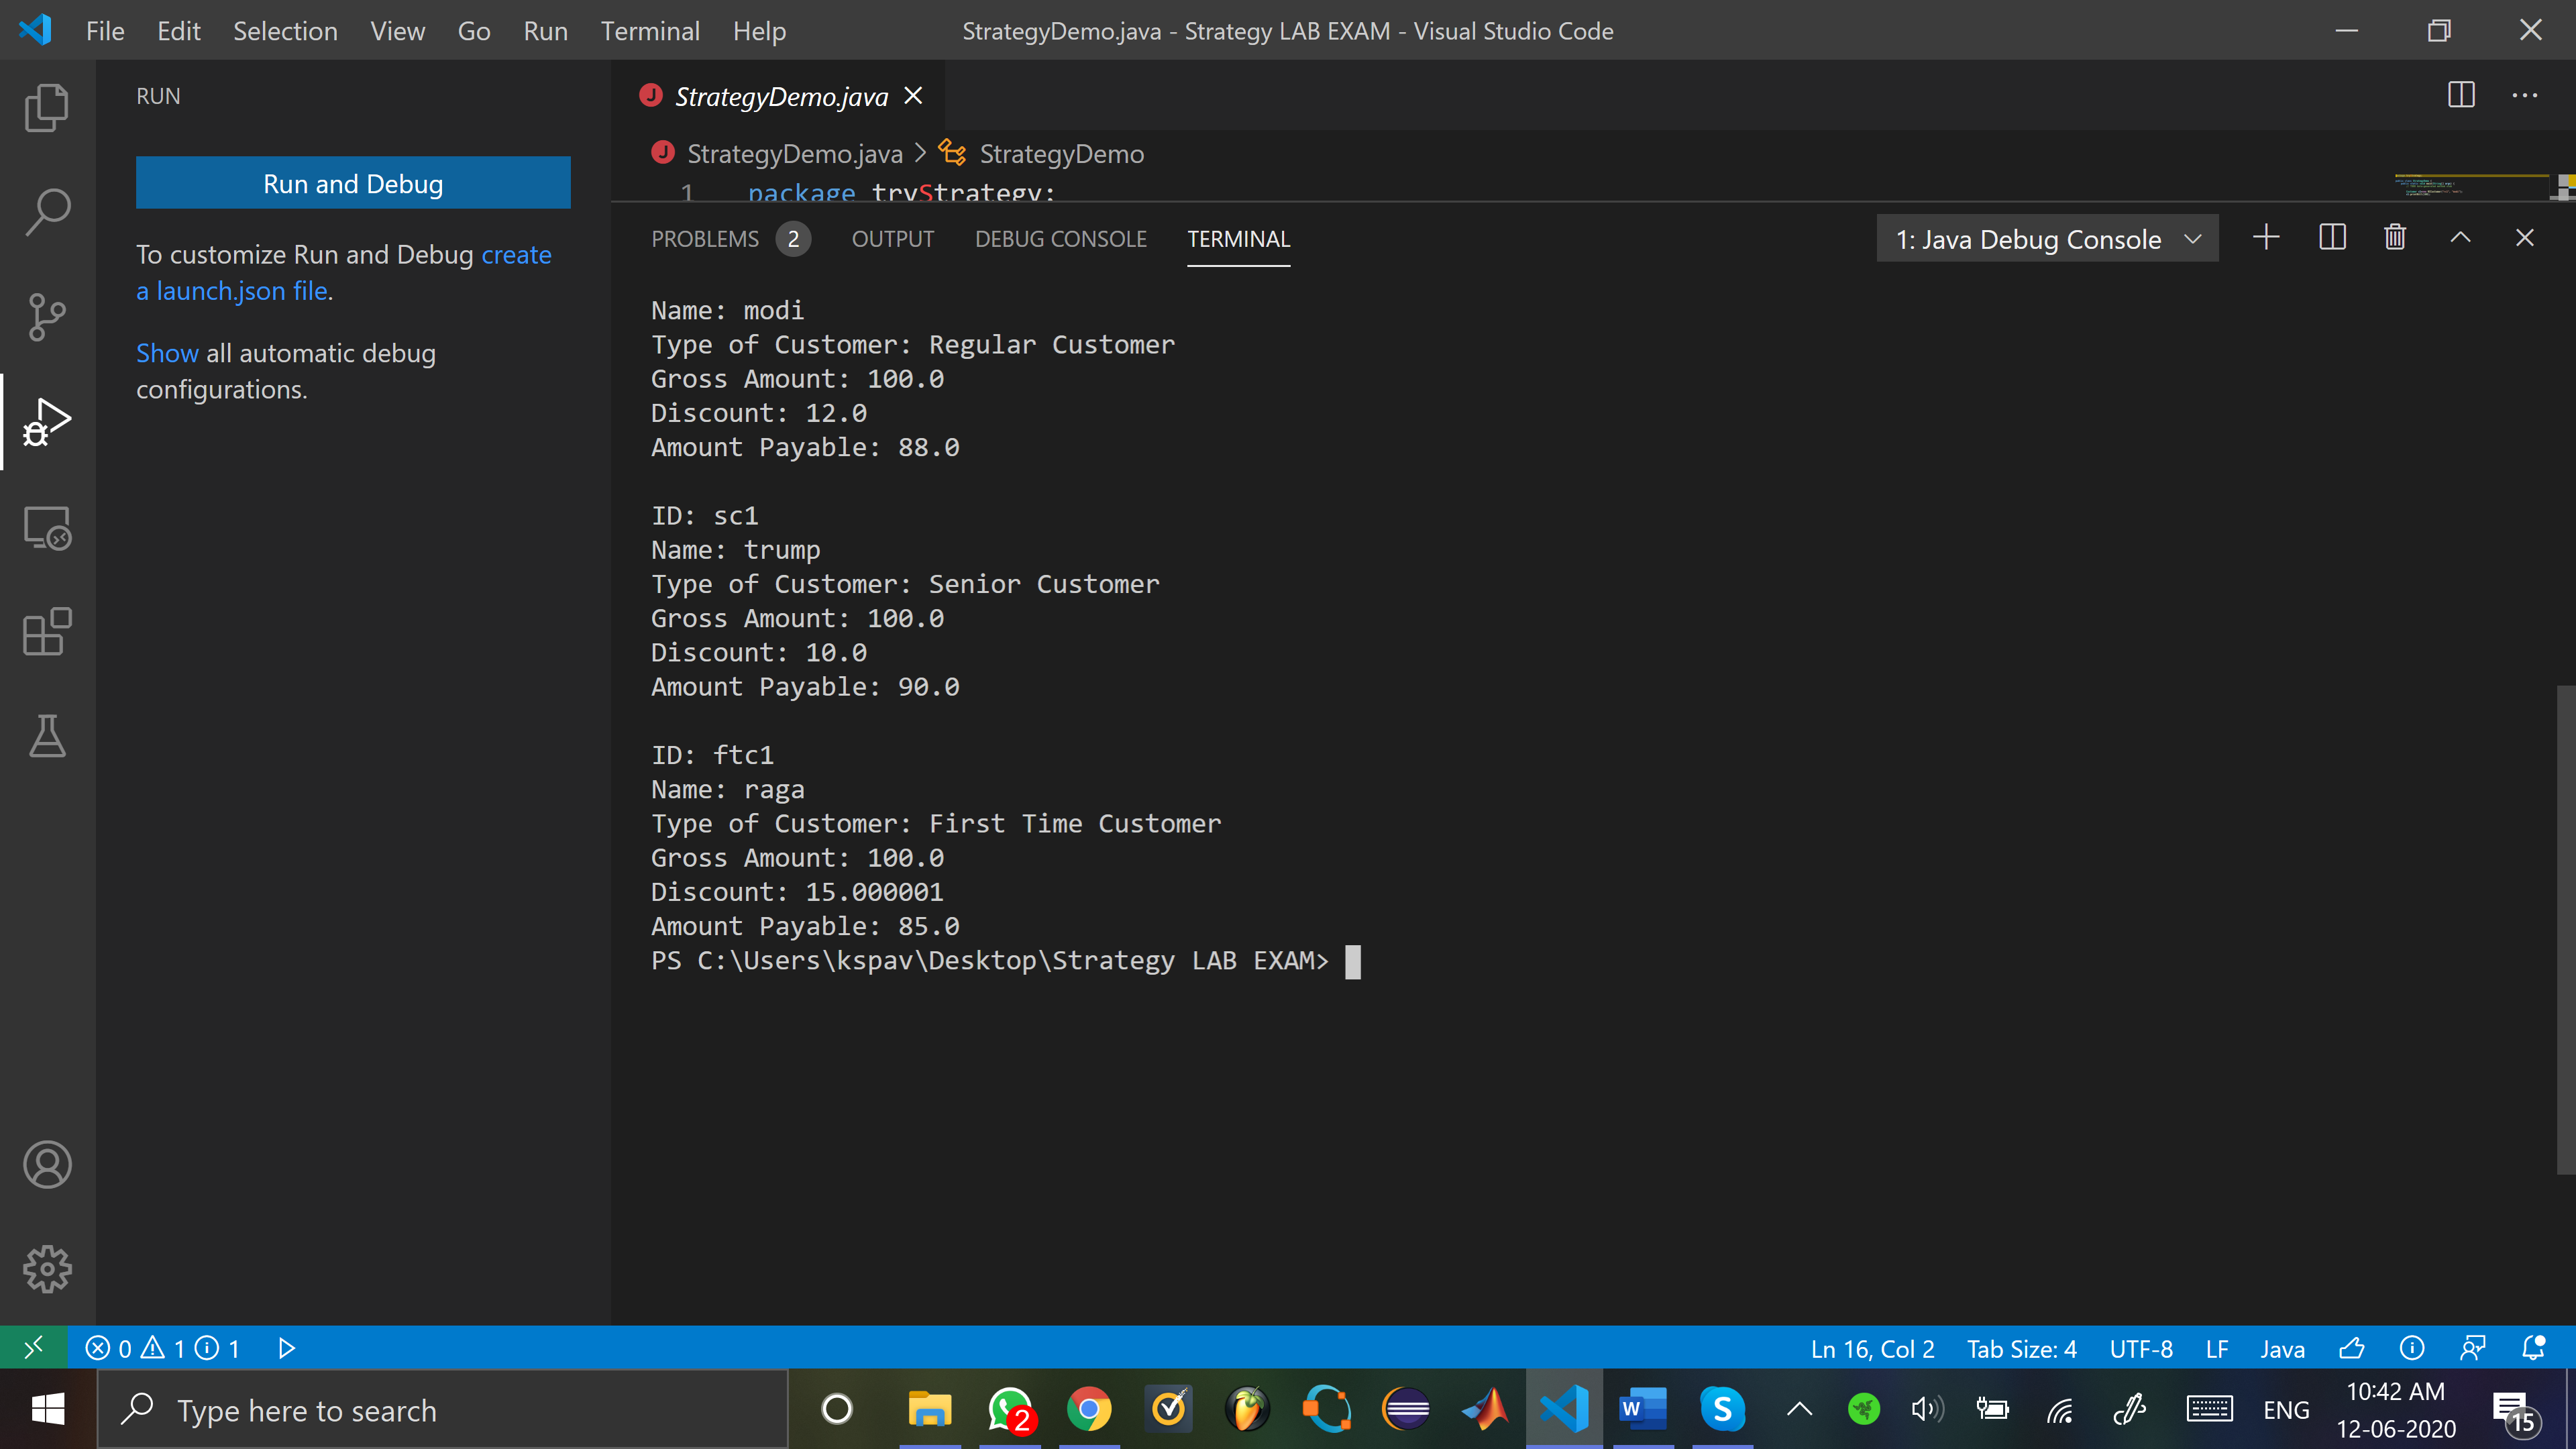 File Edit Selection View Go Run Terminal Help
StrategyDemo.java - Strategy LAB EXAM - Visual Studio Code
RUN
Run and Debug
To customize Run and Debug create
a launch.json file.
Show all automatic debug
configurations.
StrategyDemo.java
StrategyDemo.java > StrategyDemo
1 package tryStrategy;
PROBLEMS 2 OUTPUT DEBUG CONSOLE TERMINAL
1: Java Debug Console
Name: modi
Type of Customer: Regular Customer
Gross Amount: 100.0
Discount: 12.0
Amount Payable: 88.0
ID: sc1
Name: trump
Type of Customer: Senior Customer
Gross Amount: 100.0
Discount: 10.0
Amount Payable: 90.0
ID: ftc1
Name: raga
Type of Customer: First Time Customer
Gross Amount: 100.0
Discount: 15.000001
Amount Payable: 85.0
PS C:\Users\kspav\Desktop\Strategy LAB EXAM>
0 1 1
Ln 16, Col 2 Tab Size: 4 UTF-8 LF Java
Type here to search
2
W
S
ENG
10:42 AM
12-06-2020
15